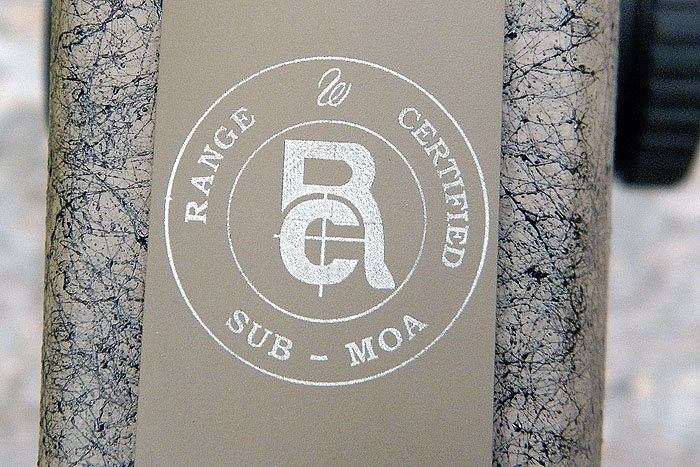 W
RANGE CERTIFIED
RC
SUB - MOA